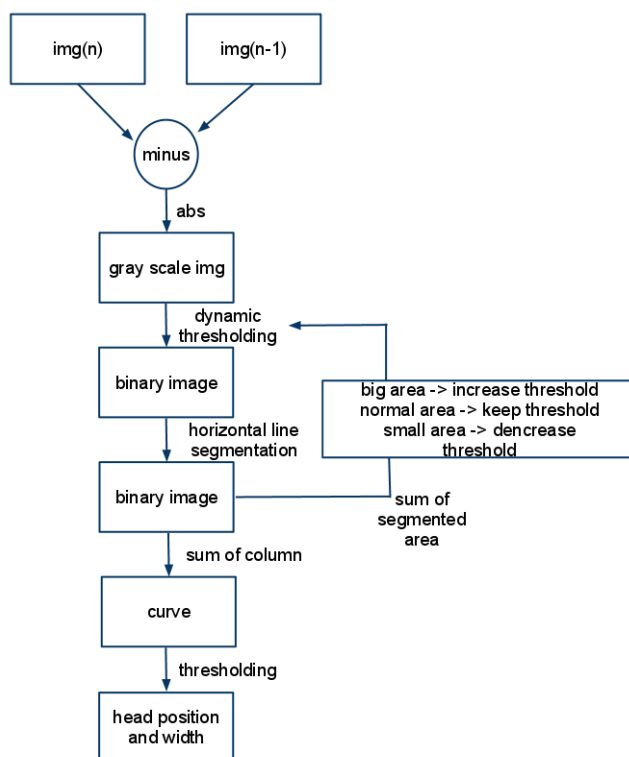 img(n)
img(n-1)
minus
abs
gray scale img
dynamic
thresholding
binary image
big area -> increase threshold
normal area -> keep threshold
small area -> dencrease
threshold
horizontal line
segmentation
binary image
sum of
segmented
area
sum of column
curve
thresholding
head position
and width